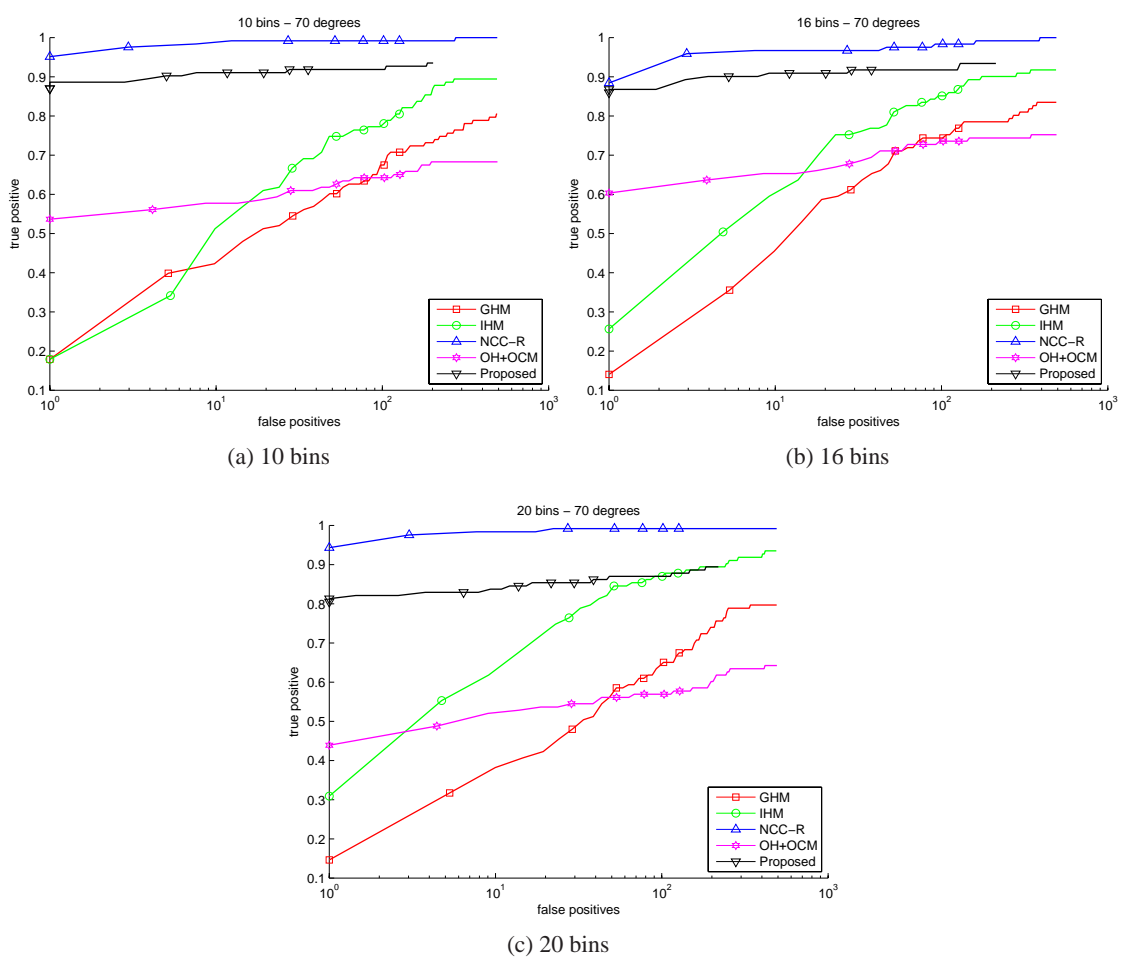 10 bins − 70 degrees
1
0.9
0.8
0.7
0.6
0.5
0.4
0.3
0.2
0.1
true positive
10^0
10^1
10^2
10^3
false positives
GHM
IHM
NCC−R
OH+OCM
Proposed
(a) 10 bins
16 bins − 70 degrees
1
0.9
0.8
0.7
0.6
0.5
0.4
0.3
0.2
0.1
true positive
10^0
10^1
10^2
10^3
false positives
GHM
IHM
NCC−R
OH+OCM
Proposed
(b) 16 bins
20 bins − 70 degrees
1
0.9
0.8
0.7
0.6
0.5
0.4
0.3
0.2
0.1
true positive
10^0
10^1
10^2
10^3
false positives
GHM
IHM
NCC−R
OH+OCM
Proposed
(c) 20 bins